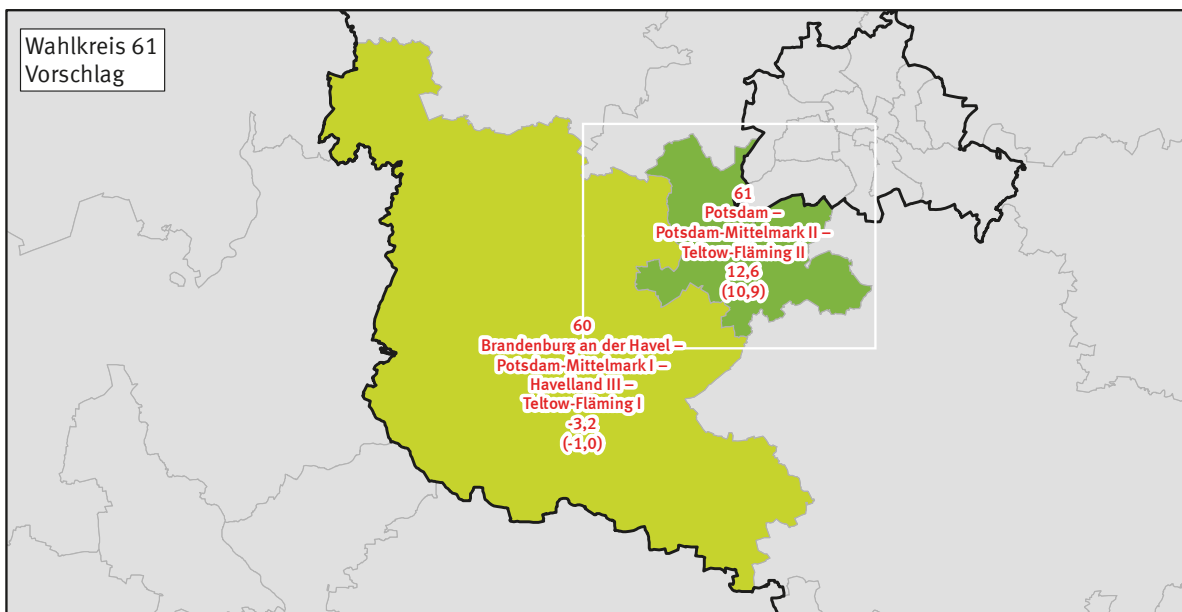 Wahlkreis 61
Vorschlag
61
Potsdam –
Potsdam-Mittelmark II –
Teltow-Fläming II
12,6
(10,9)
60
Brandenburg an der Havel –
Potsdam-Mittelmark I –
Havelland III –
Teltow-Fläming I
-3,2
(-1,0)